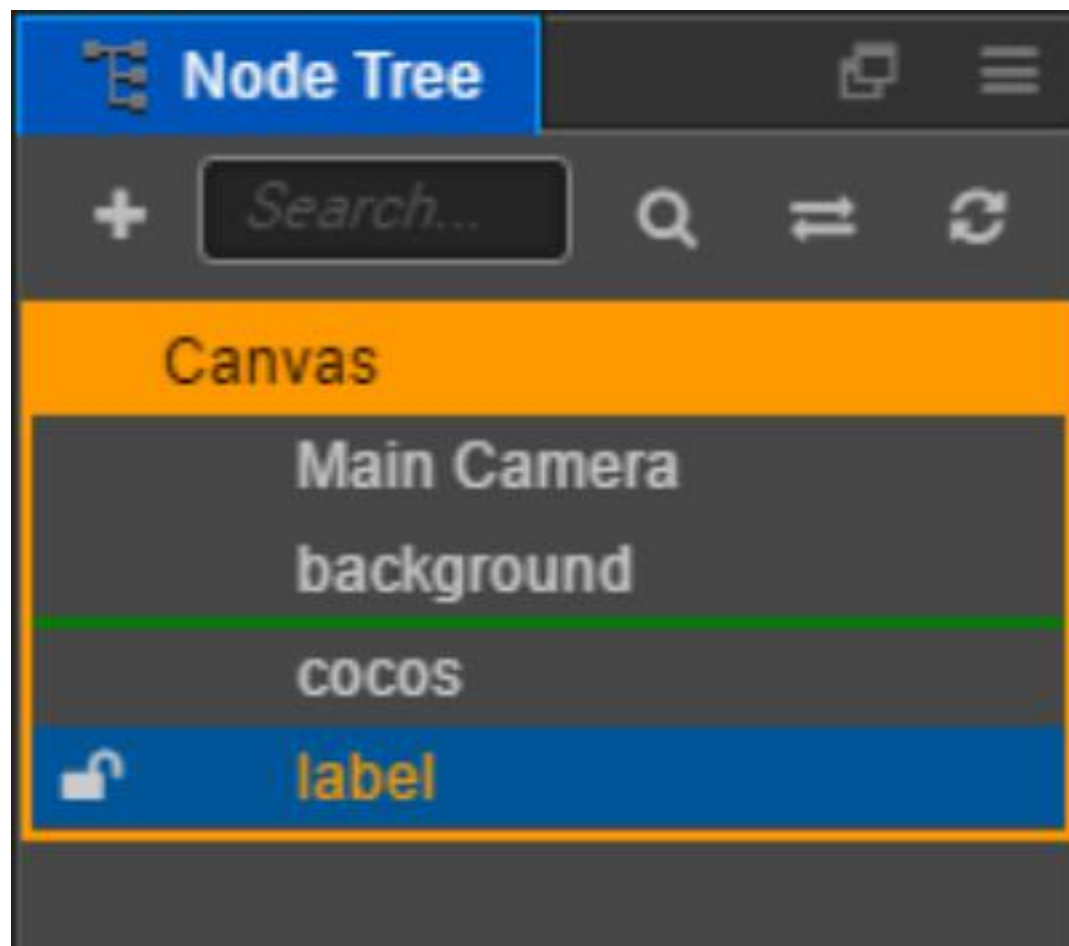 Node Tree
Search...
Canvas
Main Camera
background
cocos
label